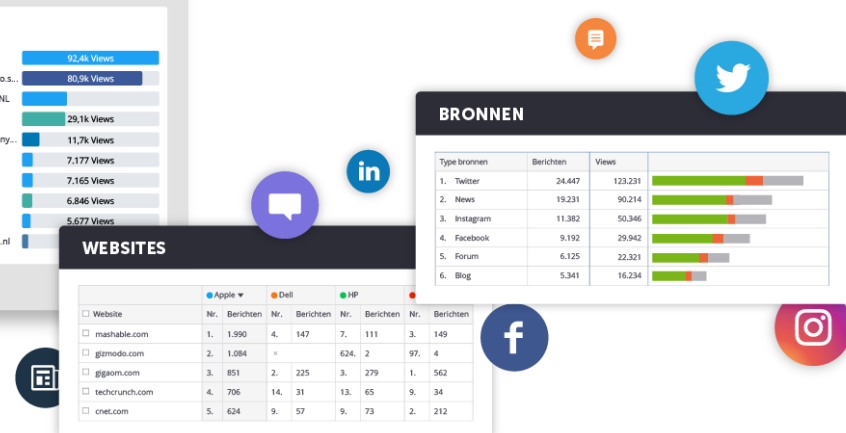 92,4k Views
80,9k Views
NL
29,1k Views
11,7k Views
7.177 Views
7.165 Views
6.846 Views
5.677 Views
.nl
in
BRONNEN
Type bronnen Berichten Views
1. Twitter 24.447 123.231
2. News 19.231 90.214
3. Instagram 11.382 50.346
4. Facebook 9.192 29.942
5. Forum 6.125 22.321
6. Blog 5.341 16.234
WEBSITES
Apple Dell HP
Website Nr. Berichten Nr. Berichten Nr. Berichten Nr. Berichten
mashable.com 1. 1.990 4. 147 7. 111 3. 149
gizmodo.com 2. 1.084 × 624. 2 97. 4
gigaom.com 3. 851 2. 225 3. 279 1. 562
techcrunch.com 4. 706 14. 31 13. 65 9. 34
cnet.com 5. 624 9. 57 9. 73 2. 212
f